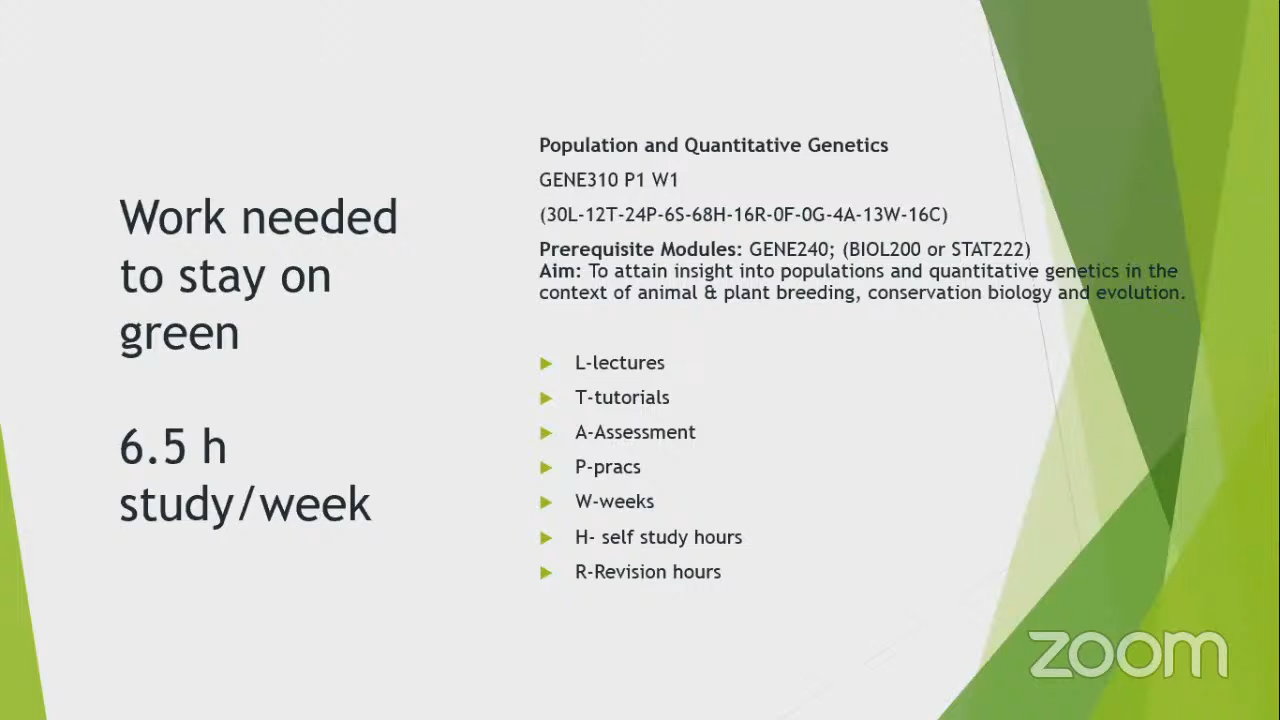 Work needed
to stay on
green
6.5 h
study/week
Population and Quantitative Genetics
GENE310 P1 W1
(30L-12T-24P-6S-68H-16R-0F-0G-4A-13W-16C)
Prerequisite Modules: GENE240; (BIOL200 or STAT222)
Aim: To attain insight into populations and quantitative genetics in the
context of animal & plant breeding, conservation biology and evolution.
L-lectures
T-tutorials
A-Assessment
P-pracs
W-weeks
H- self study hours
R-Revision hours
zoom